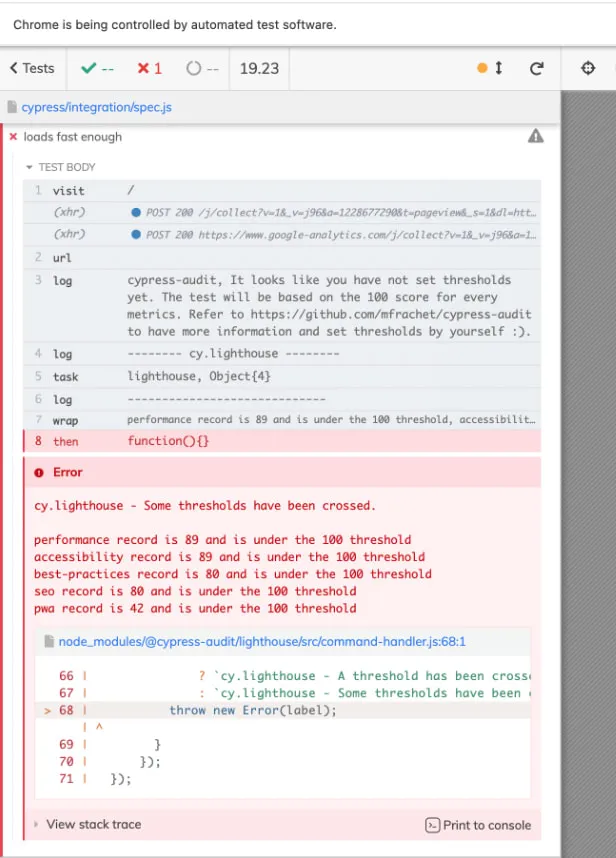 Chrome is being controlled by automated test software.
Tests -- 1 -- 19.23
cypress/integration/spec.js
loads fast enough
TEST BODY
1 visit /
(xhr) POST 200 /j/collect?v=1&_v=j96&a=1228677290&t=pageview&_s=1&dl=htt…
(xhr) POST 200 https://www.google-analytics.com/j/collect?v=1&_v=j96&a=1…
2 url
3 log cypress-audit, It looks like you have not set thresholds
yet. The test will be based on the 100 score for every
metrics. Refer to https://github.com/mfrachet/cypress-audit
to have more information and set thresholds by yourself :).
4 log -------- cy.lighthouse --------
5 task lighthouse, Object{4}
6 log -----------------------------
7 wrap performance record is 89 and is under the 100 threshold, accessibilit…
8 then function(){}
Error
cy.lighthouse - Some thresholds have been crossed.
performance record is 89 and is under the 100 threshold
accessibility record is 89 and is under the 100 threshold
best-practices record is 80 and is under the 100 threshold
seo record is 80 and is under the 100 threshold
pwa record is 42 and is under the 100 threshold
node_modules/@cypress-audit/lighthouse/src/command-handler.js:68:1
66 | ? `cy.lighthouse - A threshold has been crosse
67 | : `cy.lighthouse - Some thresholds have been
> 68 | throw new Error(label);
| ^
69 | }
70 | });
71 | });
View stack trace
Print to console